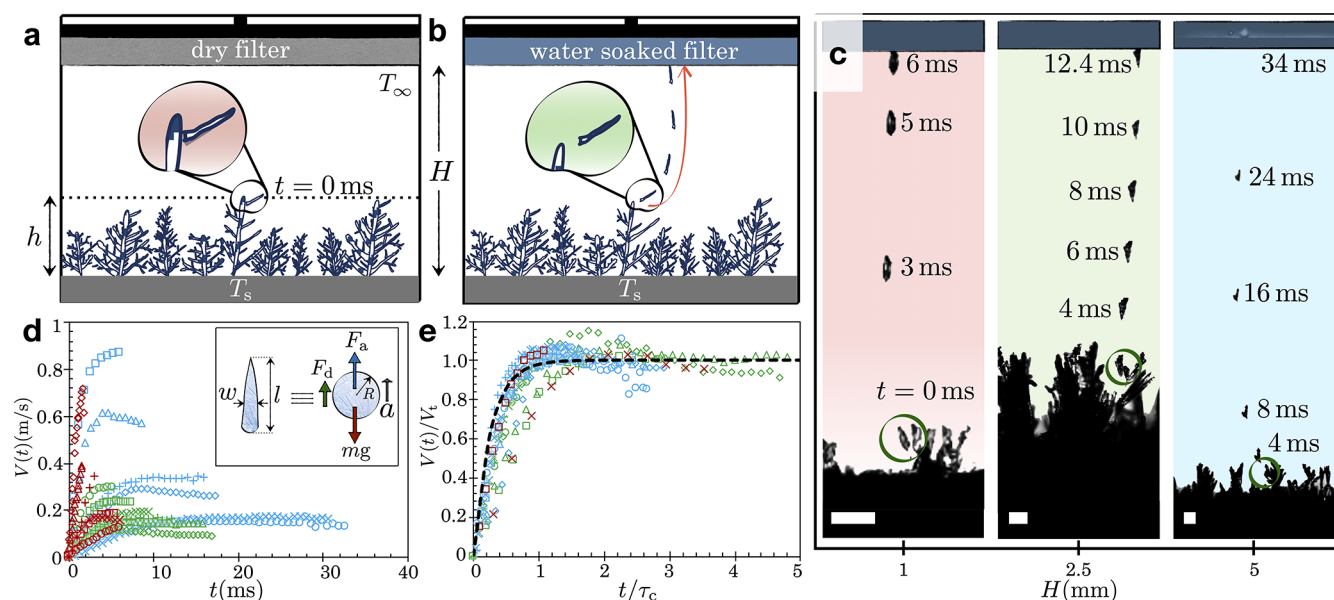 a
dry filter
T∞
t = 0 ms
h
Ts
H
b
water soaked filter
Ts
c
6 ms
5 ms
3 ms
t = 0 ms
12.4 ms
10 ms
8 ms
6 ms
4 ms
34 ms
24 ms
16 ms
8 ms
4 ms
1
2.5
5
H(mm)
d
V(t)(m/s)
1
0.8
0.6
0.4
0.2
0
0
10
20
30
40
t(ms)
w
l
Fd
Fa
R
a
mg
e
V(t)/Vt
1.2
1.0
0.8
0.6
0.4
0.2
0
0
1
2
3
4
5
t/τc